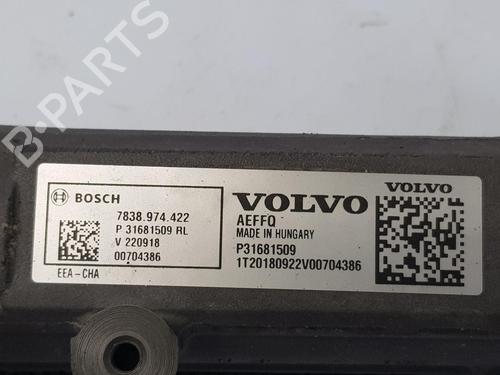 BOSCH
7838.974.422
P 31681509 RL
V 220918
00704386
EEA-CHA
VOLVO
AEFFQ
MADE IN HUNGARY
P31681509
1T20180922V00704386
VOLVO
B-PARTS